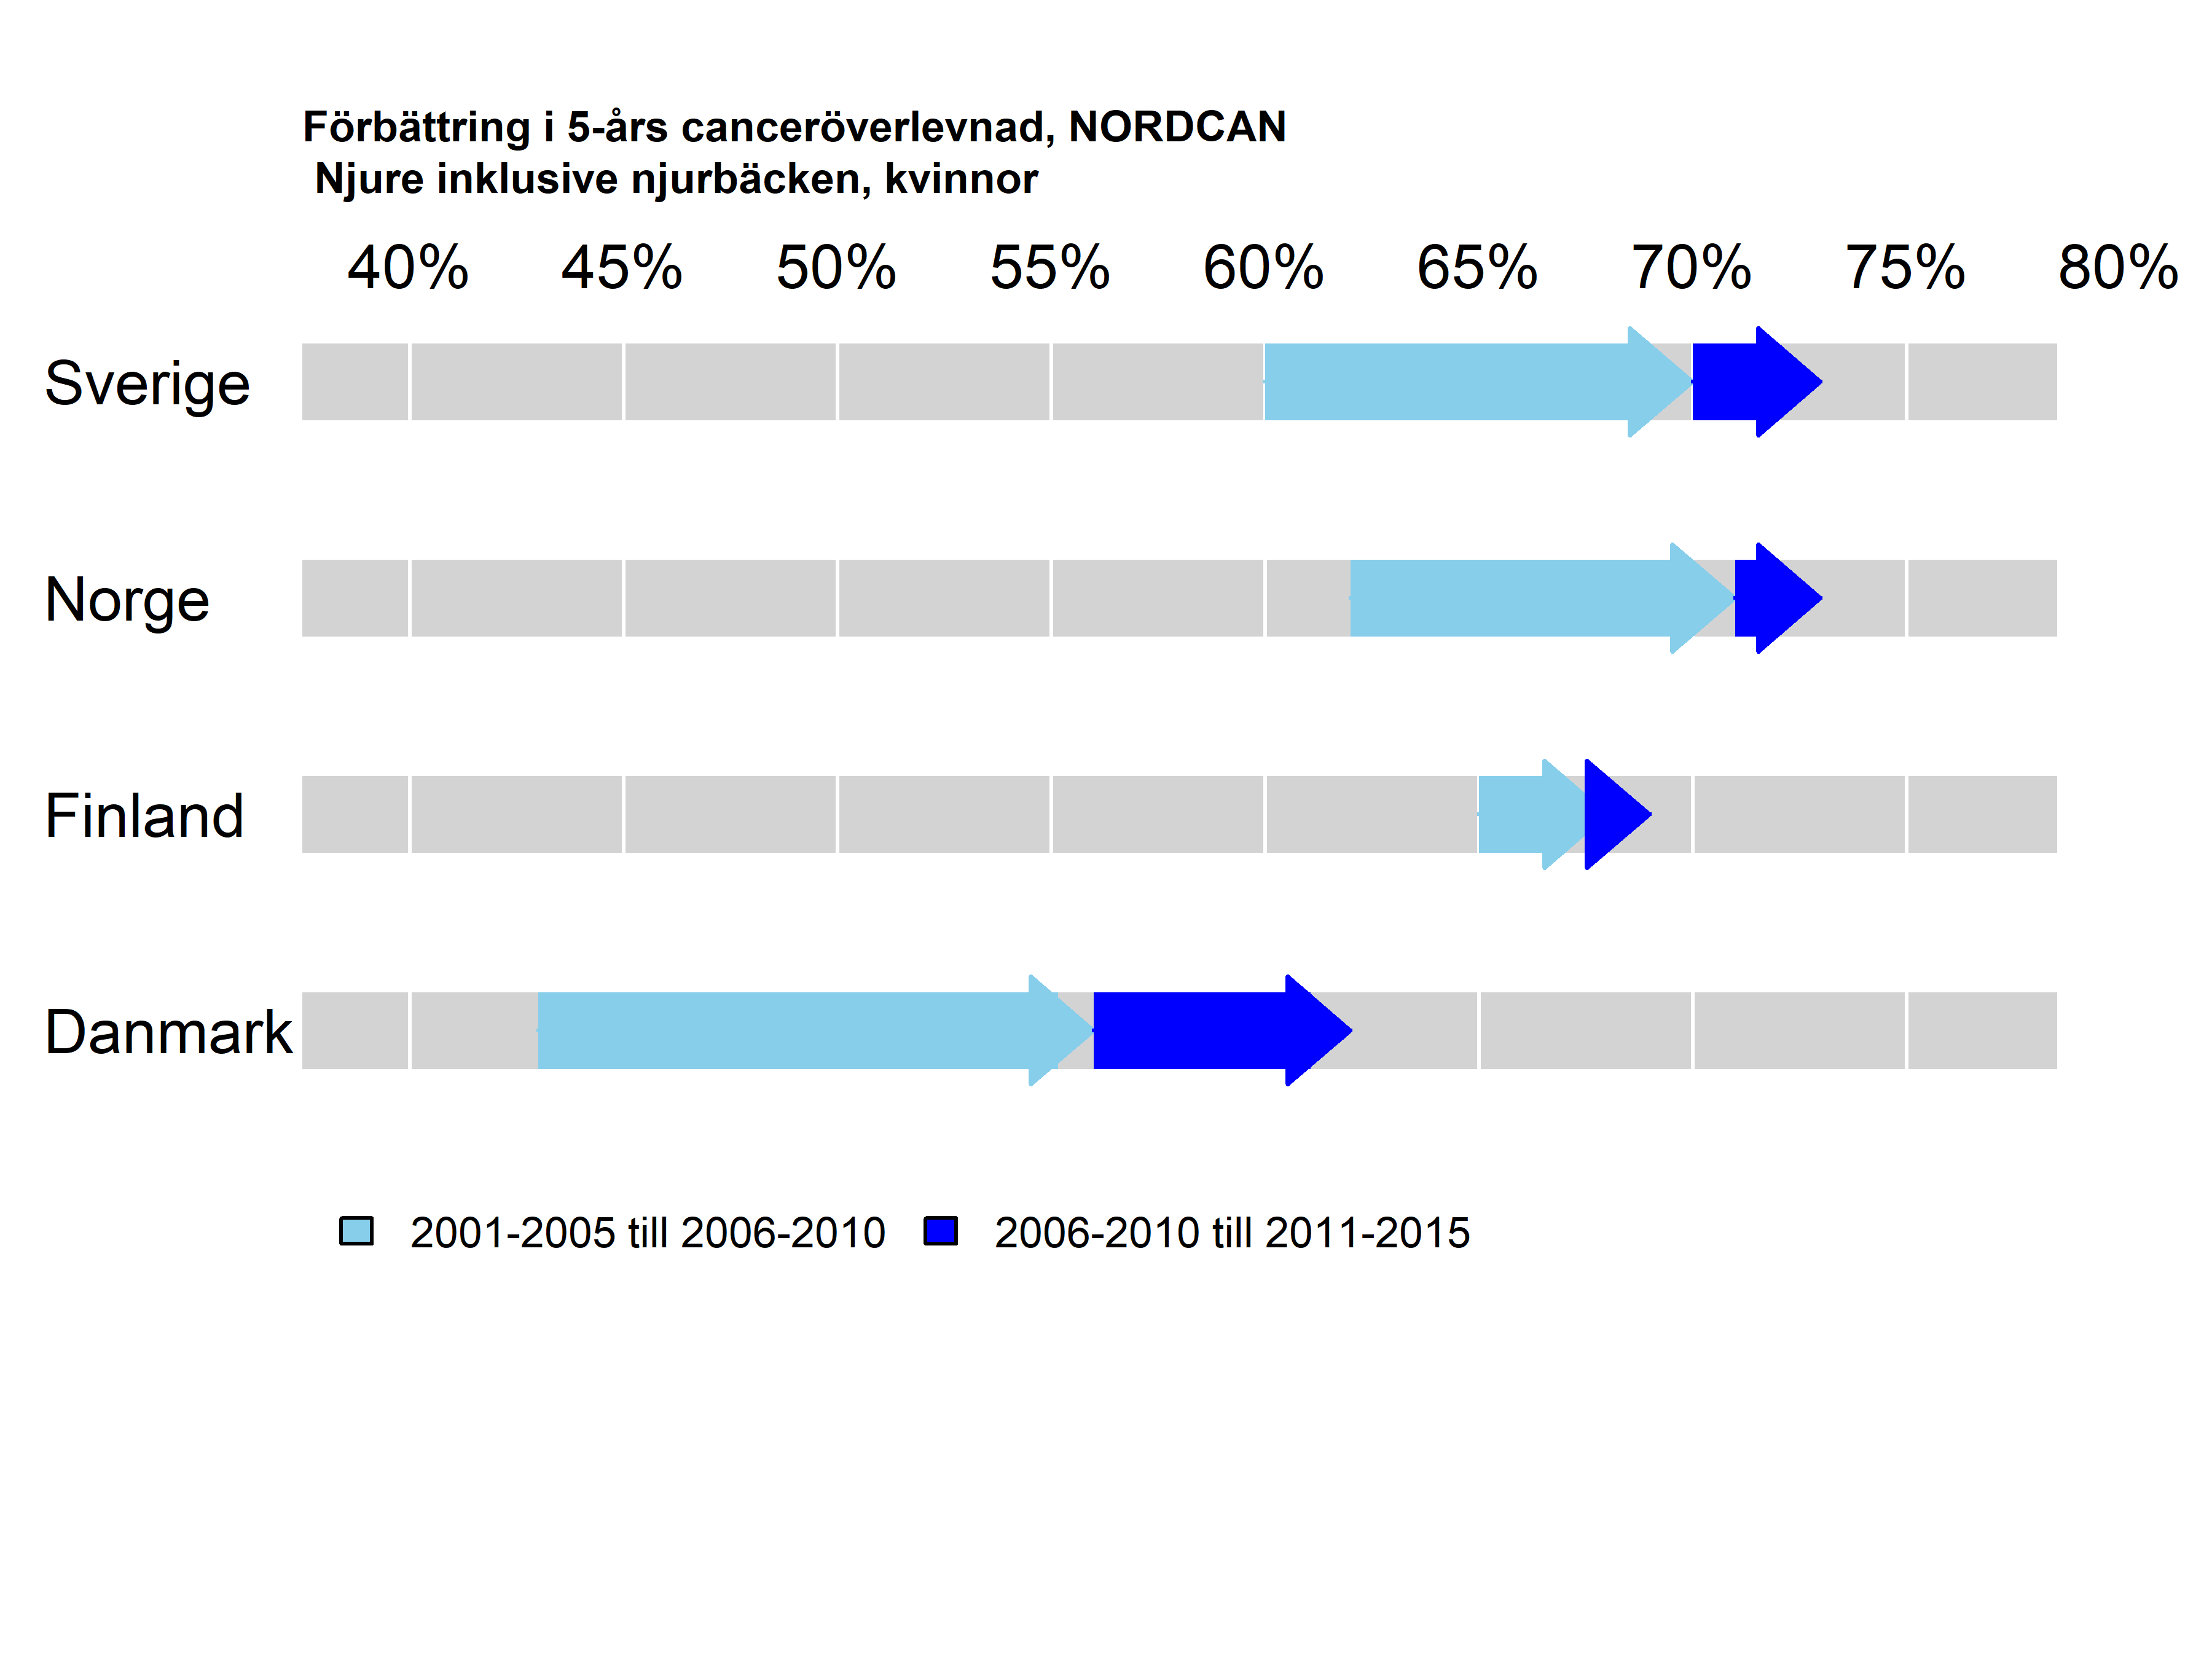 Förbättring i 5-års canceröverlevnad, NORDCAN
Njure inklusive njurbäcken, kvinnor
40% 45% 50% 55% 60% 65% 70% 75% 80%
Sverige
Norge
Finland
Danmark
2001-2005 till 2006-2010 2006-2010 till 2011-2015